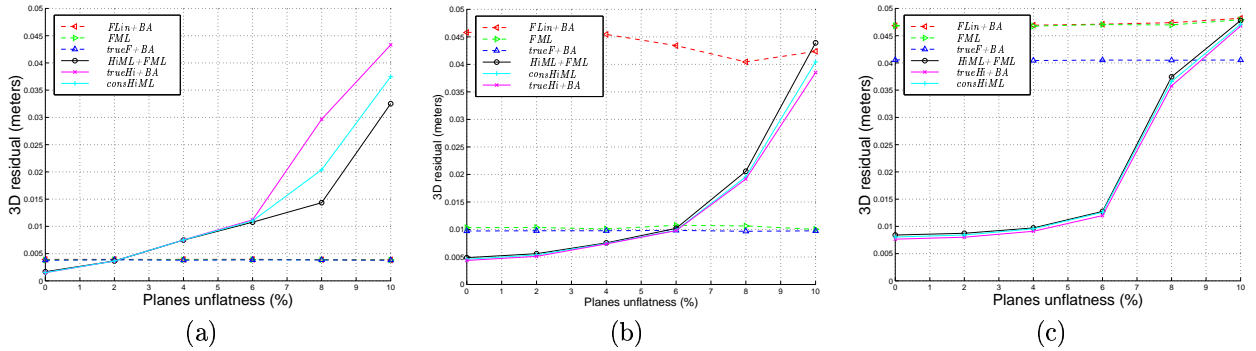 0.05
0.045
0.04
0.035
0.03
0.025
0.02
0.015
0.01
0.005
0
3D residual (meters)
FLin+BA
FML
trueF+BA
HiML+FML
trueHi+BA
consHiML
0 1 2 3 4 5 6 7 8 9 10
Planes unflatness (%)
(a)
0.05
0.045
0.04
0.035
0.03
0.025
0.02
0.015
0.01
0.005
0
3D residual (meters)
FLin+BA
FML
trueF+BA
HiML+FML
consHiML
trueHi+BA
0 1 2 3 4 5 6 7 8 9 10
Planes unflatness (%)
(b)
0.05
0.045
0.04
0.035
0.03
0.025
0.02
0.015
0.01
0.005
0
3D residual (meters)
FLin+BA
FML
trueF+BA
HiML+FML
trueHi+BA
consHiML
0 1 2 3 4 5 6 7 8 9 10
Planes unflatness (%)
(c)